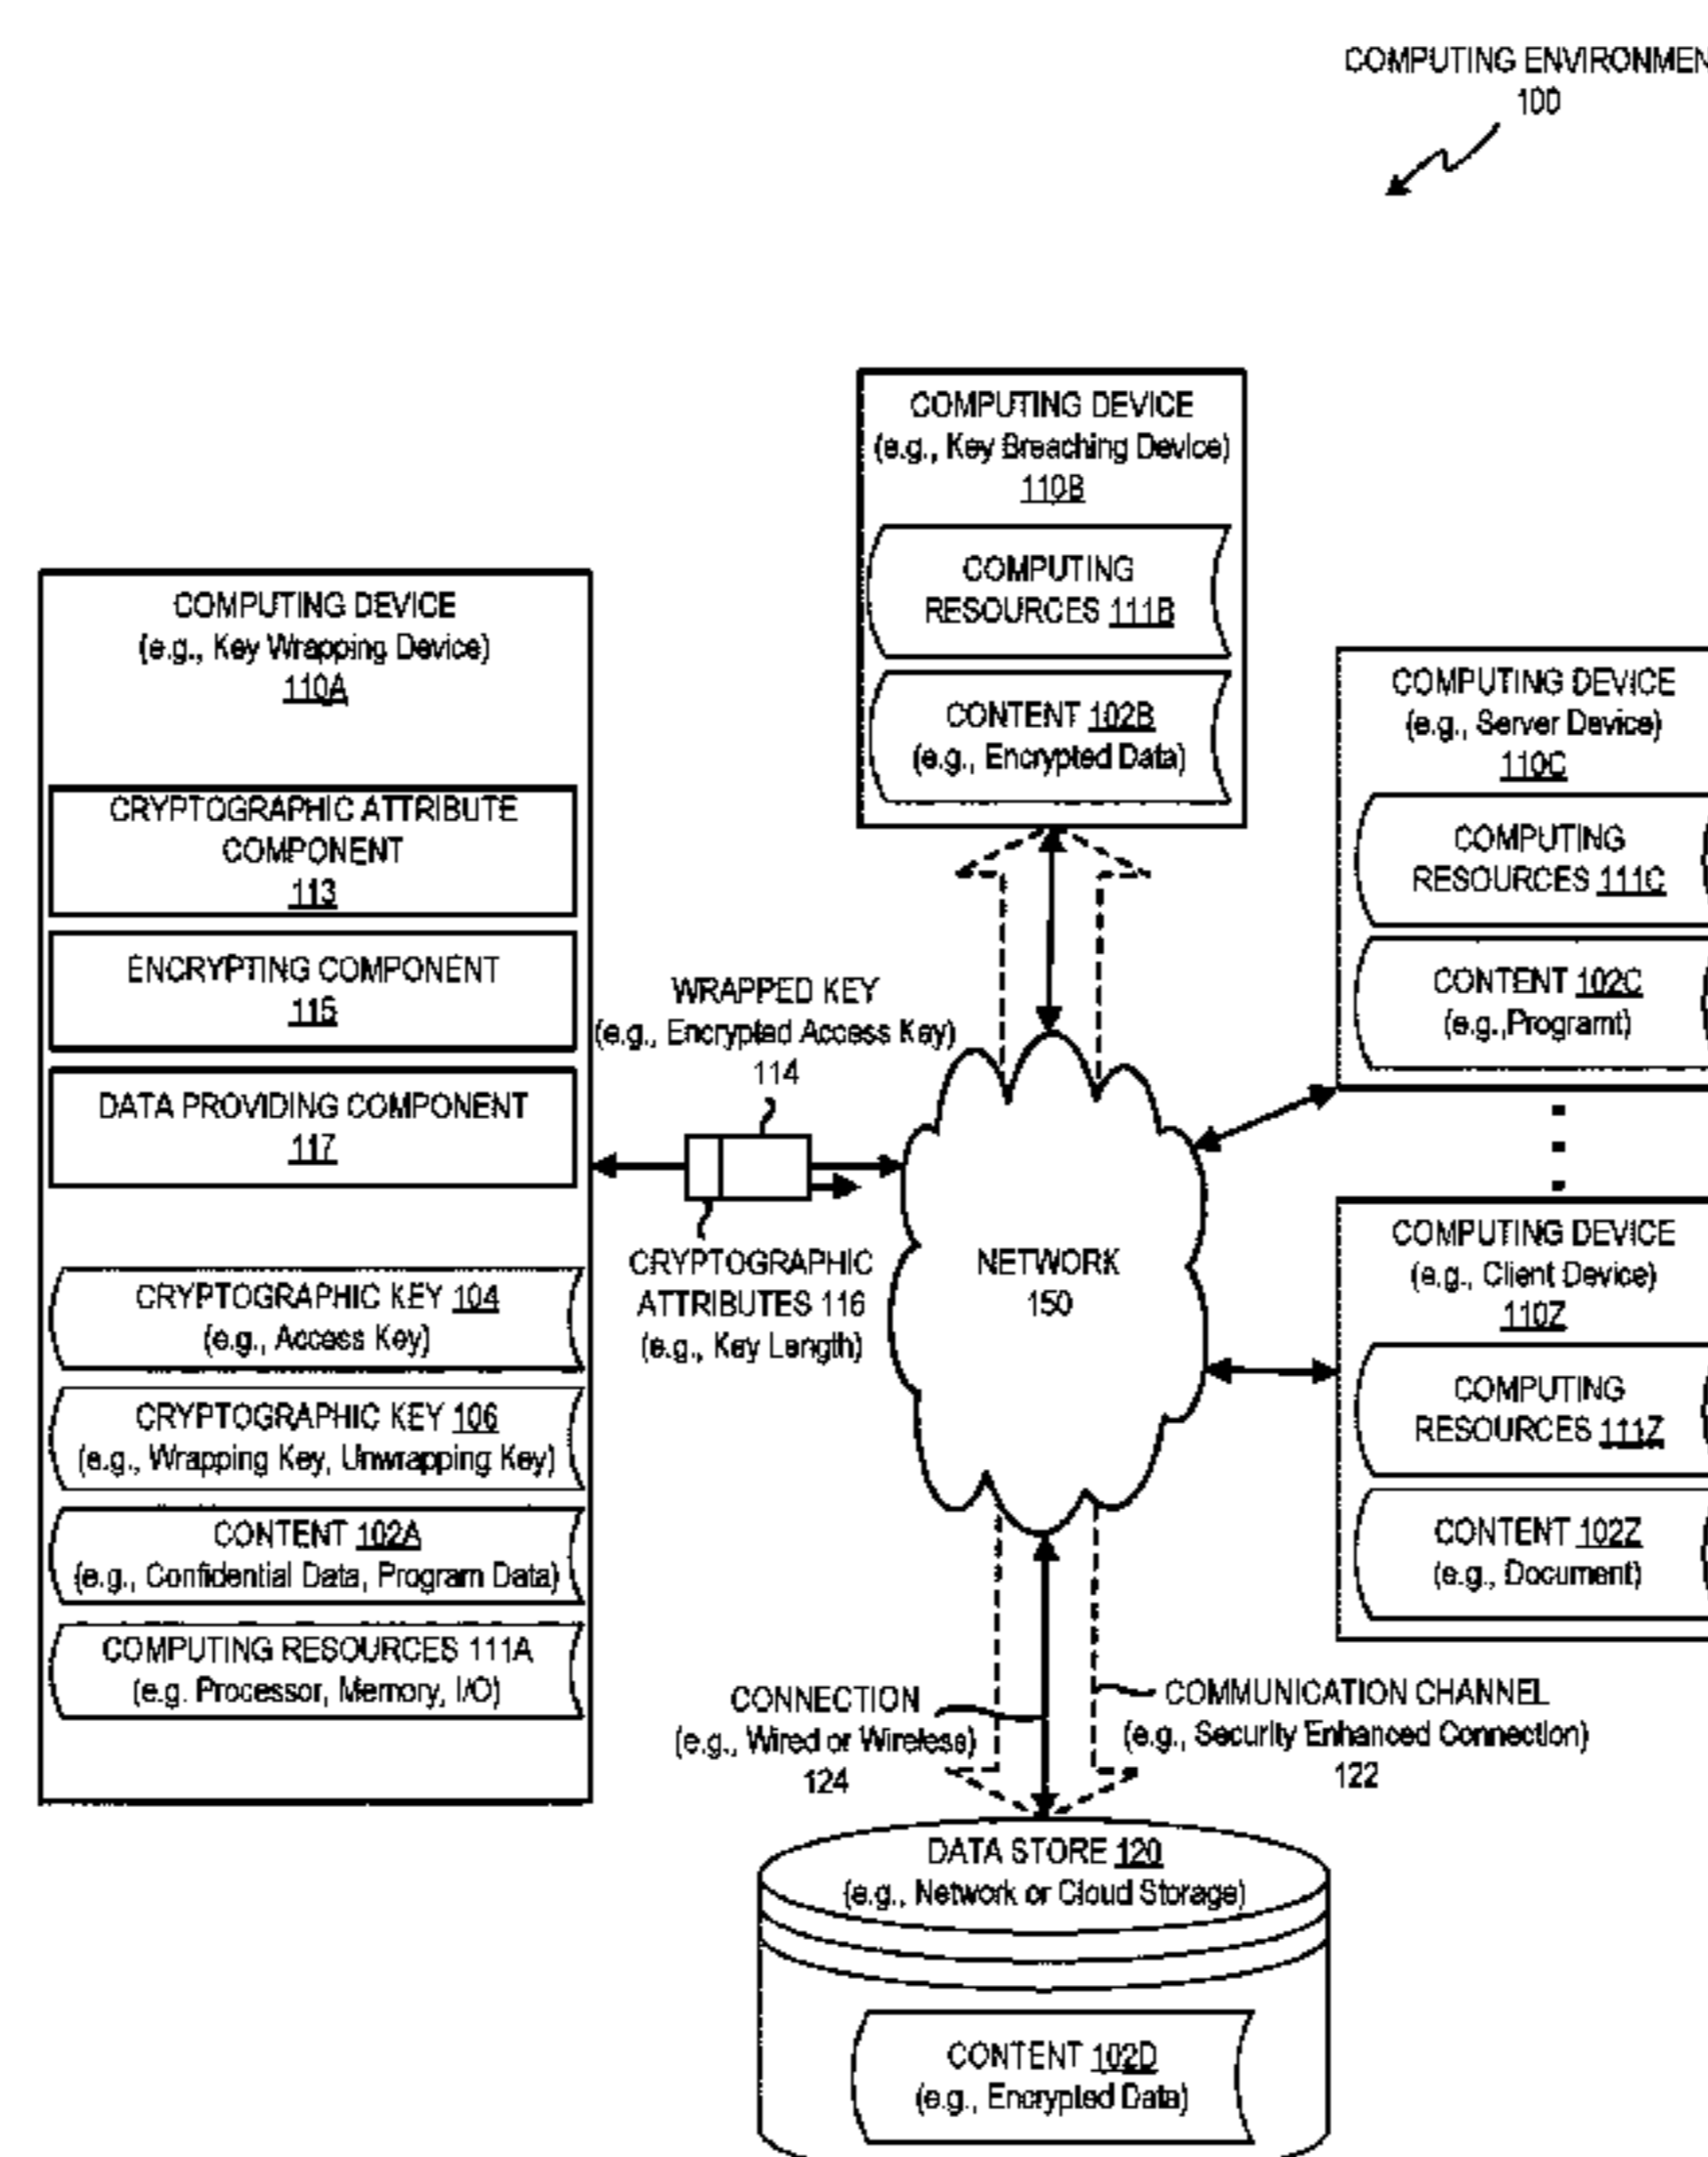 COMPUTING ENVIRONMEN
100
COMPUTING DEVICE
(e.g., Key Breaching Device)
110B
COMPUTING
RESOURCES 111B
CONTENT 102B
(e.g., Encrypted Data)
COMPUTING DEVICE
(e.g., Key Wrapping Device)
110A
CRYPTOGRAPHIC ATTRIBUTE
COMPONENT
113
ENCRYPTING COMPONENT
115
DATA PROVIDING COMPONENT
117
CRYPTOGRAPHIC KEY 104
(e.g., Access Key)
CRYPTOGRAPHIC KEY 106
(e.g., Wrapping Key, Unwrapping Key)
CONTENT 102A
(e.g., Confidential Data, Program Data)
COMPUTING RESOURCES 111A
(e.g. Processor, Memory, I/O)
WRAPPED KEY
(e.g., Encrypted Access Key)
114
CRYPTOGRAPHIC
ATTRIBUTES 116
(e.g., Key Length)
NETWORK
150
COMPUTING DEVICE
(e.g., Server Device)
110C
COMPUTING
RESOURCES 111C
CONTENT 102C
(e.g.,Programt)
COMPUTING DEVICE
(e.g., Client Device)
110Z
COMPUTING
RESOURCES 111Z
CONTENT 102Z
(e.g., Document)
CONNECTION
(e.g., Wired or Wireless)
124
COMMUNICATION CHANNEL
(e.g., Security Enhanced Connection)
122
DATA STORE 120
(e.g., Network or Cloud Storage)
CONTENT 102D
(e.g., Encrypted Data)